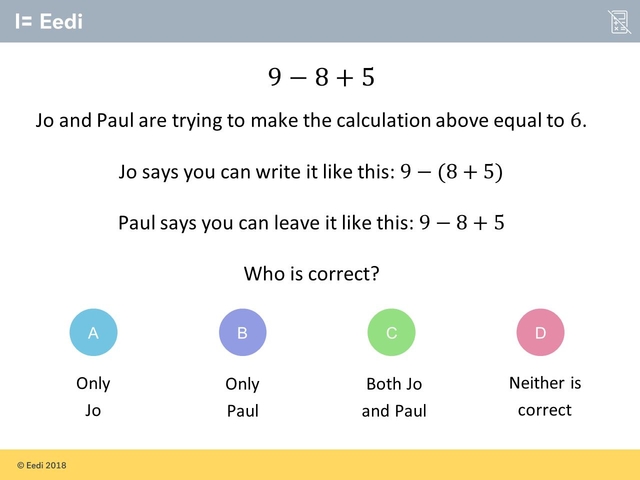 I= Eedi
9 − 8 + 5
Jo and Paul are trying to make the calculation above equal to 6.
Jo says you can write it like this: 9 − (8 + 5)
Paul says you can leave it like this: 9 − 8 + 5
Who is correct?
A B C D
Only Jo
Only Paul
Both Jo and Paul
Neither is correct
© Eedi 2018